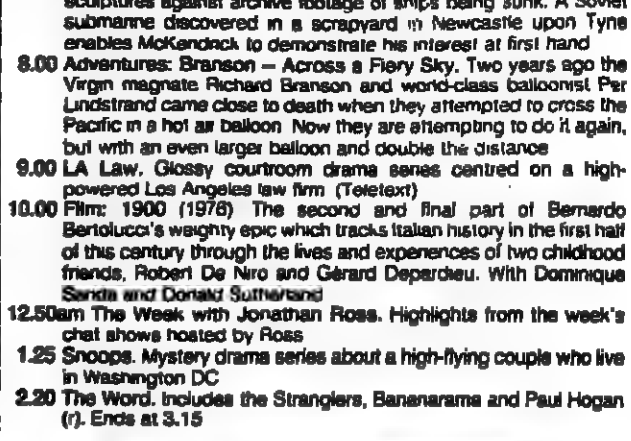 sculptures against archive footage of ships being sunk. A Soviet
submarine discovered in a scrapyard in Newcastle upon Tyne
enables McKendrick to demonstrate his interest at first hand
8.00 Adventures: Branson – Across a Fiery Sky. Two years ago the
Virgin magnate Richard Branson and world-class balloonist Per
Lindstrand came close to death when they attempted to cross the
Pacific in a hot air balloon Now they are attempting to do it again,
but with an even larger balloon and double the distance
9.00 LA Law. Glossy courtroom drama series centred on a high-
powered Los Angeles law firm (Teletext)
10.00 Film: 1900 (1976) The second and final part of Bernardo
Bertolucci's weighty epic which tracks Italian history in the first half
of this century through the lives and experiences of two childhood
friends, Robert De Niro and Gérard Depardieu. With Dominique
Sanda and Donald Sutherland
12.50am The Week with Jonathan Ross. Highlights from the week's
chat shows hosted by Ross
1.25 Snoops. Mystery drama series about a high-flying couple who live
in Washington DC
2.20 The Word. Includes the Stranglers, Bananarama and Paul Hogan
(r). Ends at 3.15